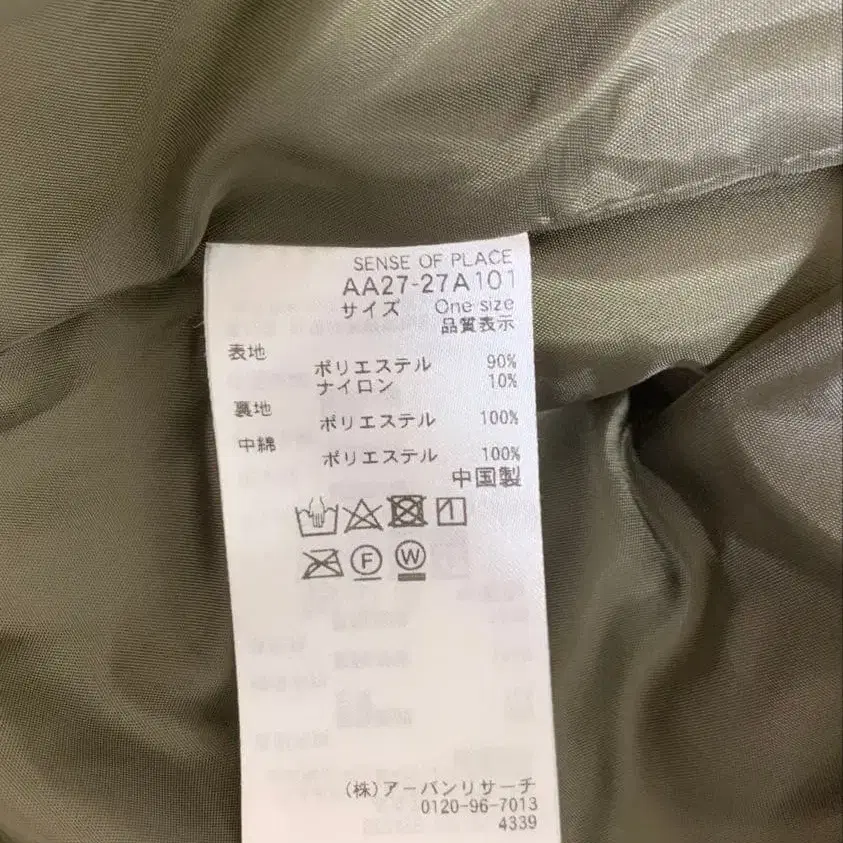 SENSE OF PLACE
AA27-27A101
サイズ One size
品質表示
表地
ポリエステル 90%
ナイロン 10%
裏地
ポリエステル 100%
中綿
ポリエステル 100%
中国製
F W
(株)アーバンリサーチ
0120-96-7013
4339